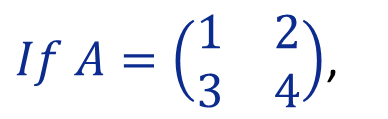 If A = (1 2
3 4),